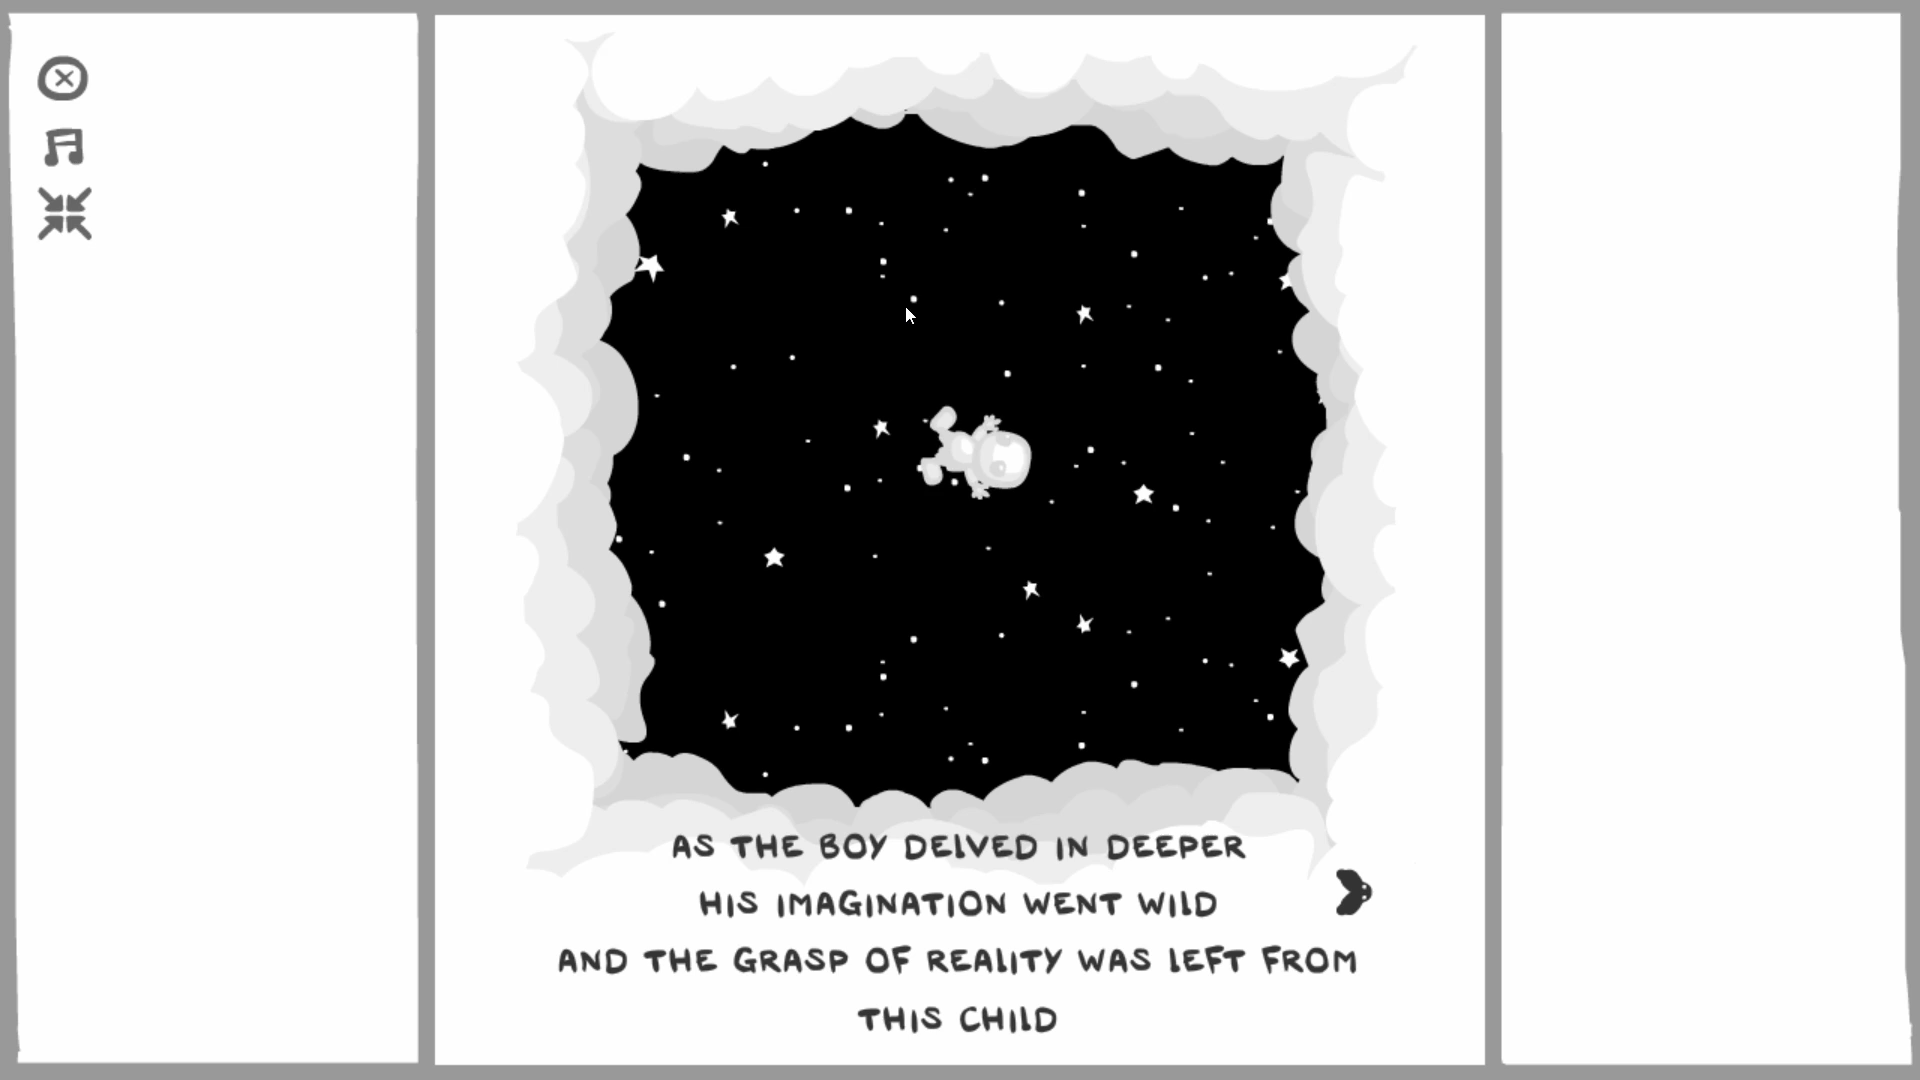 AS THE BOY DELVED IN DEEPER
HIS IMAGINATION WENT WILD
AND THE GRASP OF REALITY WAS LEFT FROM
THIS CHILD